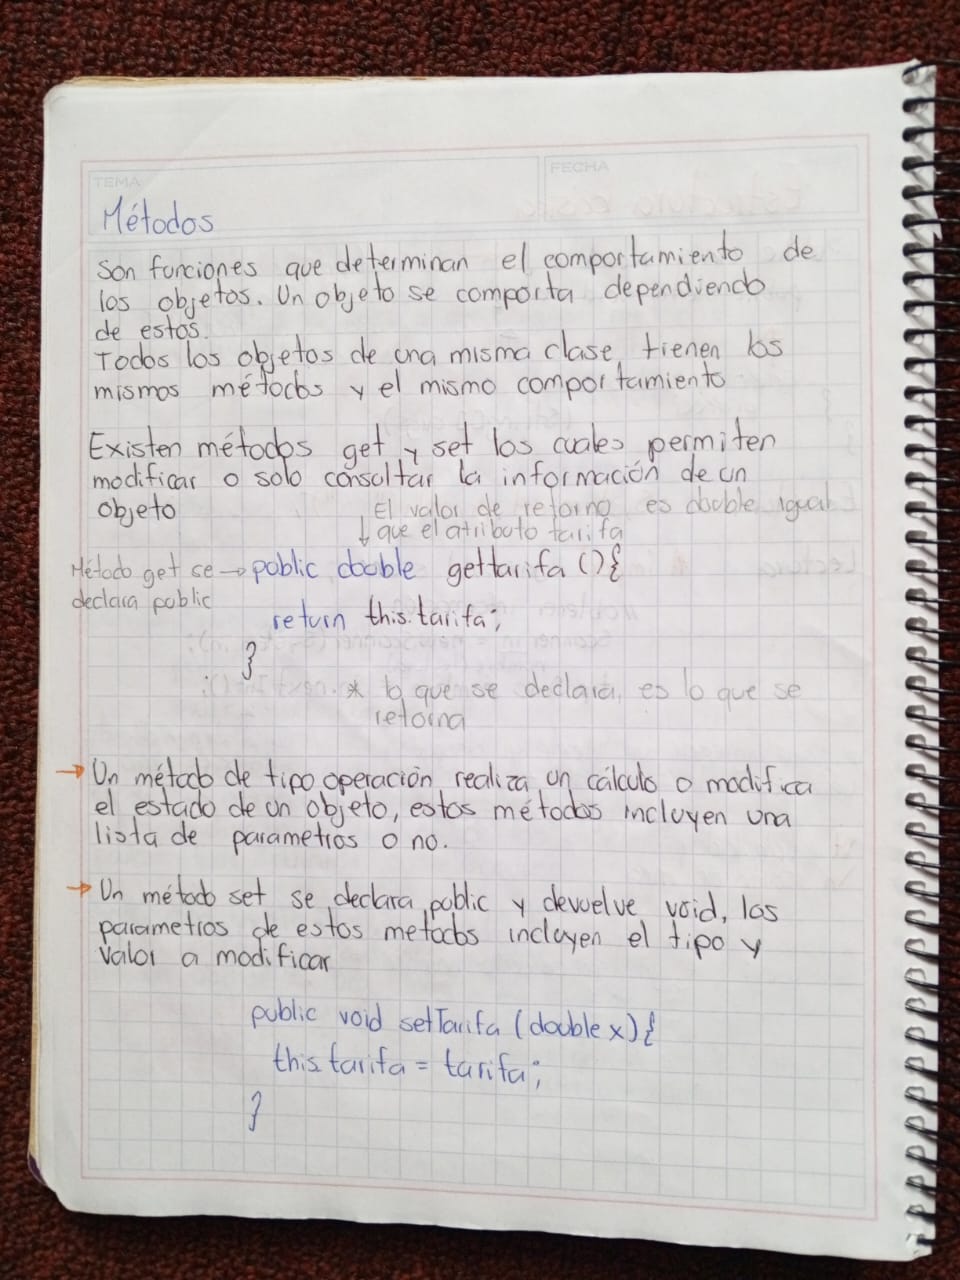 TEMA
FECHA
Métodos
Son funciones que determinan el comportamiento de
los objetos. Un objeto se comporta dependiendo
de estos.
Todos los objetos de una misma clase, tienen los
mismos métodos y el mismo comportamiento
Existen métodos get y set los cuales permiten
modificar o solo consultar la información de un
objeto
El valor de retorno es double igual
↓ que el atributo tarifa
Método get se → public double gettarifa () {
declara public
return this.tarifa;
}
* lo que se declara, es lo que se
retorna
→ Un método de tipo operación realiza un cálculo o modifica
el estado de un objeto, estos métodos incluyen una
lista de parametros o no.
→ Un método set se declara public y devuelve void, los
parametros de estos metodos incluyen el tipo y
valor a modificar
public void setTarifa (double x) {
this.tarifa = tarifa;
}